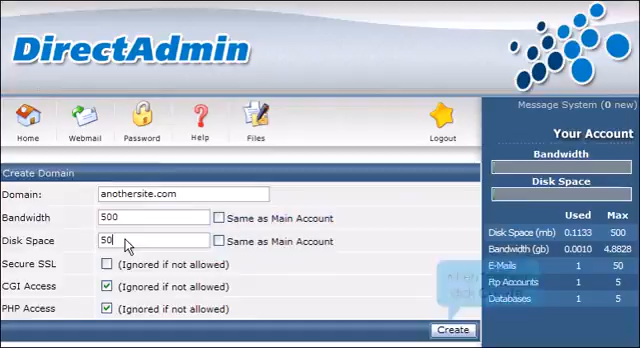 DirectAdmin
Message System (0 new)
Home
Webmail
Password
Help
Files
Logout
Your Account
Bandwidth
Disk Space
Used Max
Disk Space (mb) 0.1133 500
Bandwidth (gb) 0.0010 4.8828
E-Mails 1 50
Ftp Accounts 1 5
Databases 1 5
Create Domain
Domain: anothersite.com
Bandwidth 500 Same as Main Account
Disk Space 50 Same as Main Account
Secure SSL (Ignored if not allowed)
CGI Access (Ignored if not allowed)
PHP Access (Ignored if not allowed)
Create